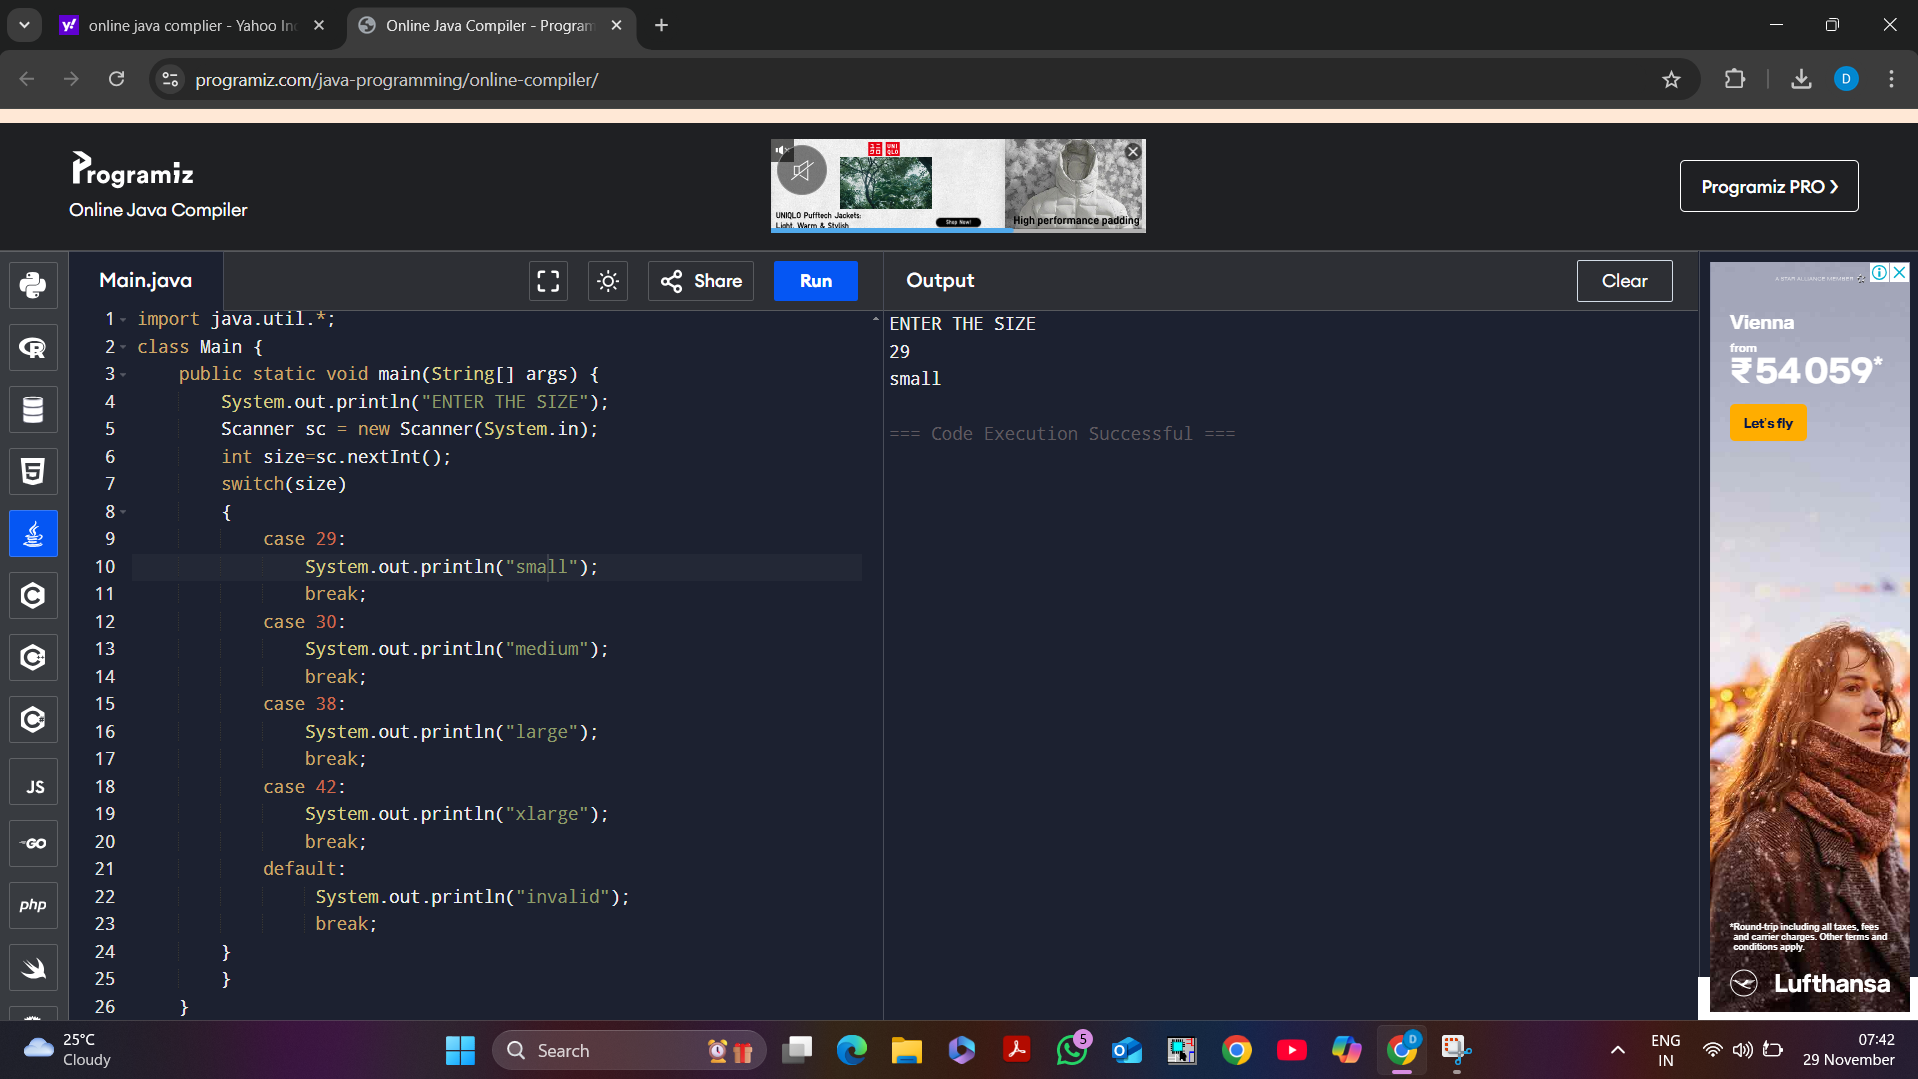 online java complier - Yahoo Inc
Online Java Compiler - Program
programiz.com/java-programming/online-compiler/
D
Programiz
Online Java Compiler
UNI QLO
UNIQLO Pufftech Jackets:
Light, Warm & Stylish
Shop Now!
High performance padding
Programiz PRO
Main.java
Share
Run
Output
Clear
1 import java.util.*;
2 class Main {
3 public static void main(String[] args) {
4 System.out.println("ENTER THE SIZE");
5 Scanner sc = new Scanner(System.in);
6 int size=sc.nextInt();
7 switch(size)
8 {
9 case 29:
10 System.out.println("small");
11 break;
12 case 30:
13 System.out.println("medium");
14 break;
15 case 38:
16 System.out.println("large");
17 break;
18 case 42:
19 System.out.println("xlarge");
20 break;
21 default:
22 System.out.println("invalid");
23 break;
24 }
25 }
26 }
ENTER THE SIZE
29
small
=== Code Execution Successful ===
JS
GO
php
A STAR ALLIANCE MEMBER
Vienna
from
₹54 059*
Let's fly
*Round-trip including all taxes, fees
and carrier charges. Other terms and
conditions apply.
Lufthansa
25°C
Cloudy
Search
5
D
ENG
IN
07:42
29 November